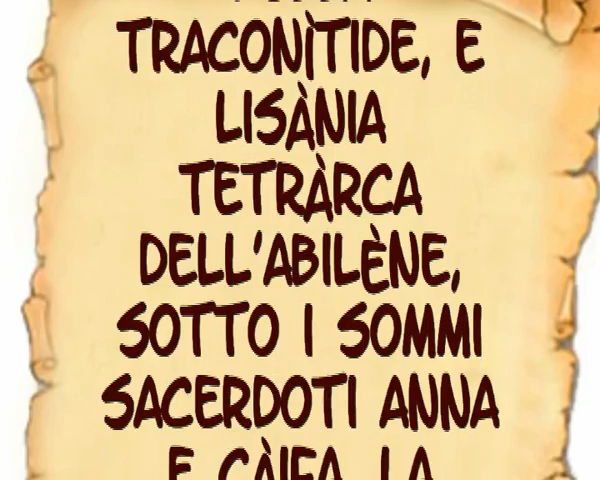 TRACONÌTIDE, E
LISÀNIA
TETRÀRCA
DELL'ABILÈNE,
SOTTO I SOMMI
SACERDOTI ANNA
E CÀIFA, LA